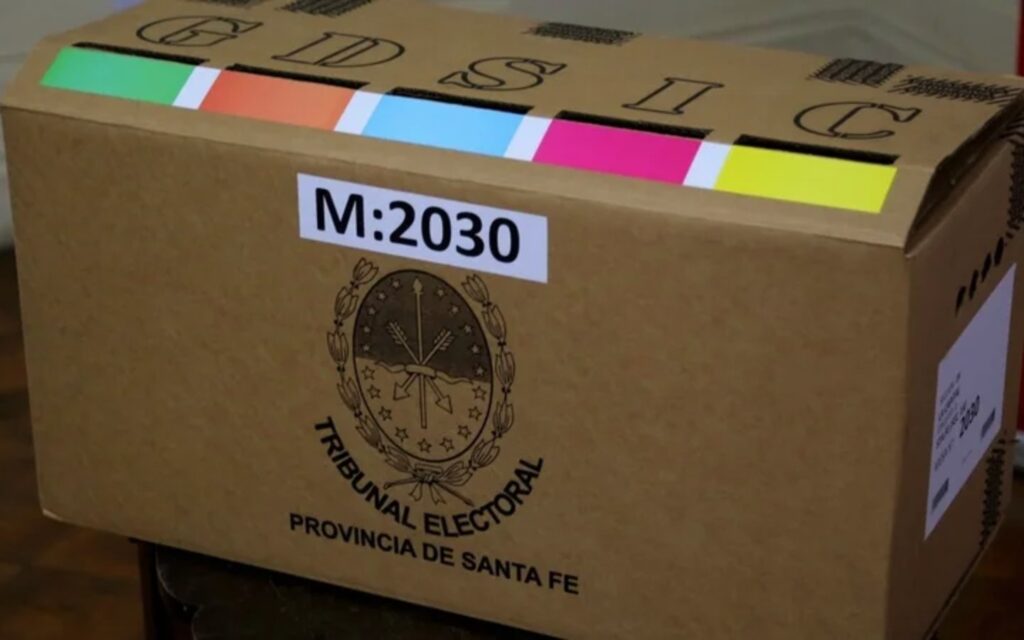 G D S I C
M:2030
TRIBUNAL ELECTORAL
PROVINCIA DE SANTA FE
2030